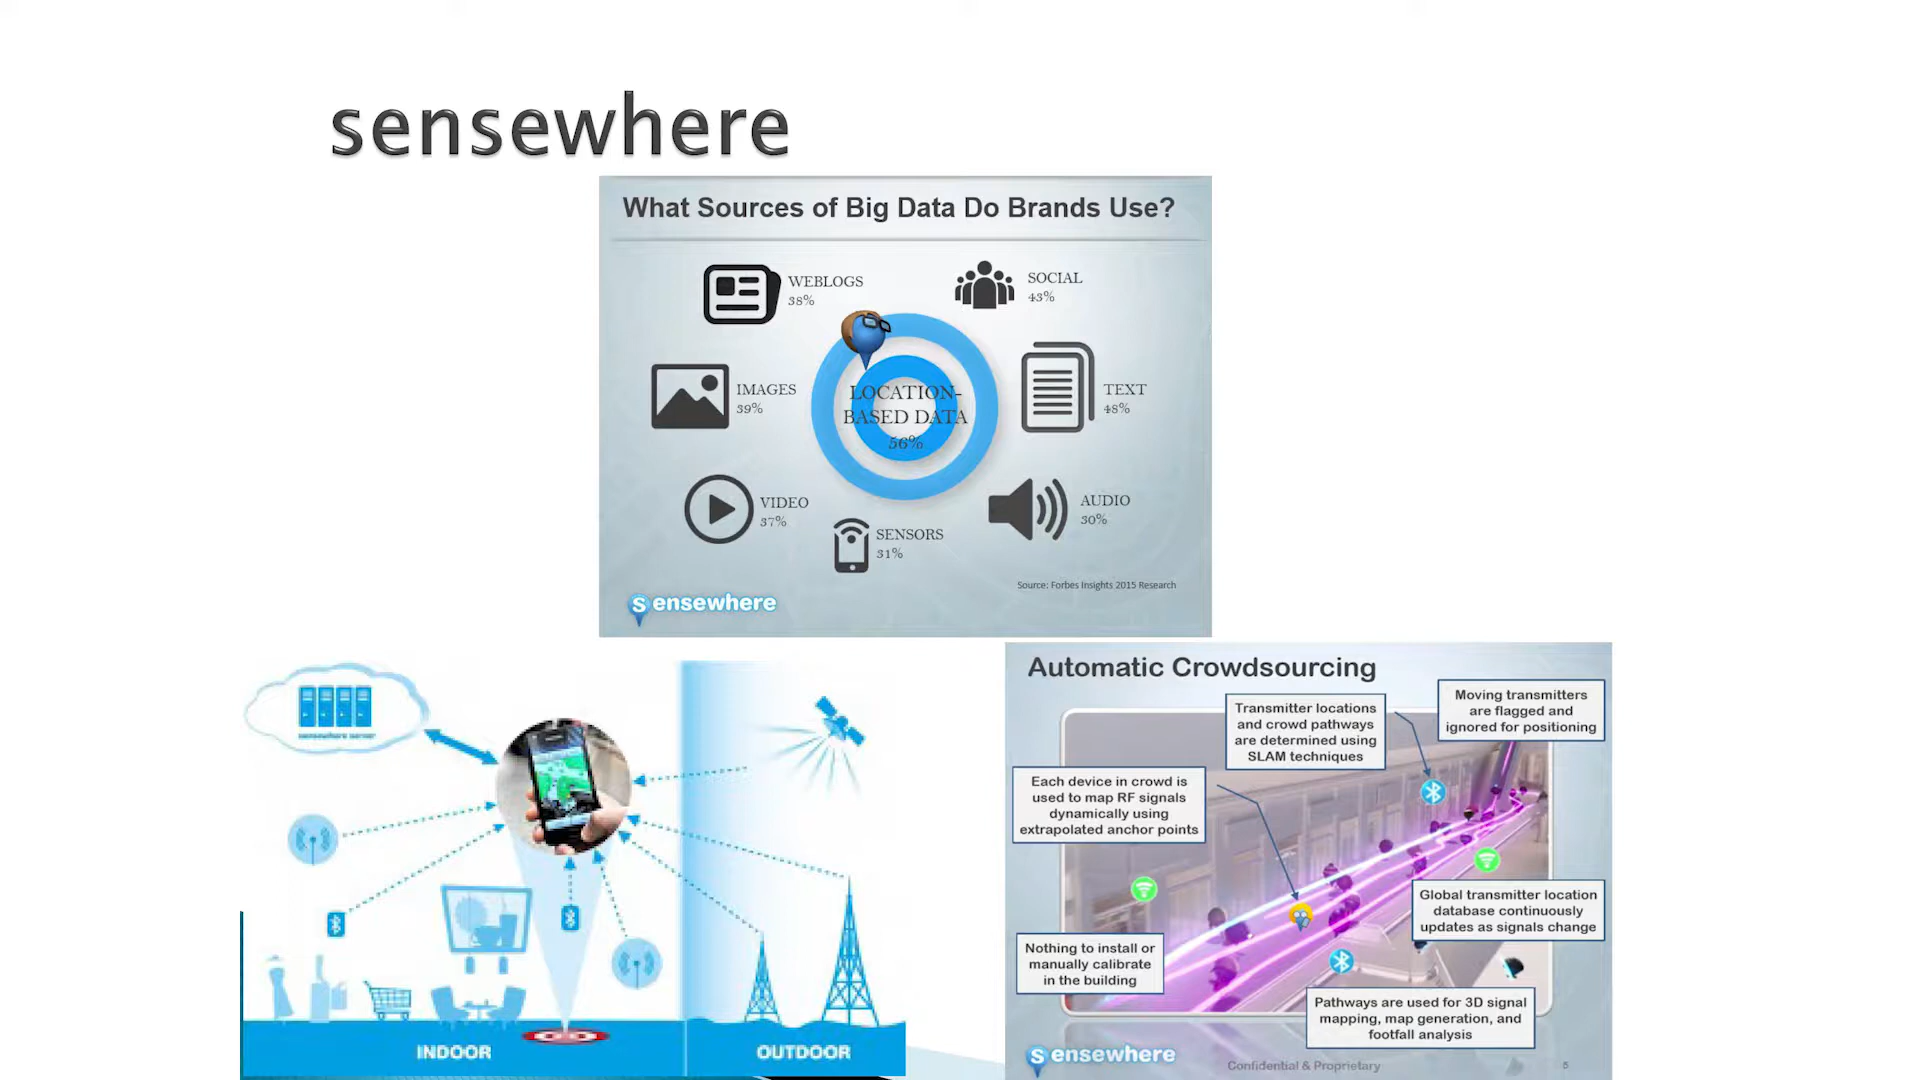 sensewhere
What Sources of Big Data Do Brands Use?
WEBLOGS
38%
SOCIAL
43%
IMAGES
39%
LOCATION-
BASED DATA
56%
TEXT
48%
VIDEO
37%
SENSORS
31%
AUDIO
30%
Source: Forbes Insights 2015 Research
sensewhere
sensewhere server
INDOOR
OUTDOOR
Automatic Crowdsourcing
Moving transmitters
are flagged and
ignored for positioning
Transmitter locations
and crowd pathways
are determined using
SLAM techniques
Each device in crowd is
used to map RF signals
dynamically using
extrapolated anchor points
Global transmitter location
database continuously
updates as signals change
Nothing to install or
manually calibrate
in the building
Pathways are used for 3D signal
mapping, map generation, and
footfall analysis
sensewhere
Confidential & Proprietary
5